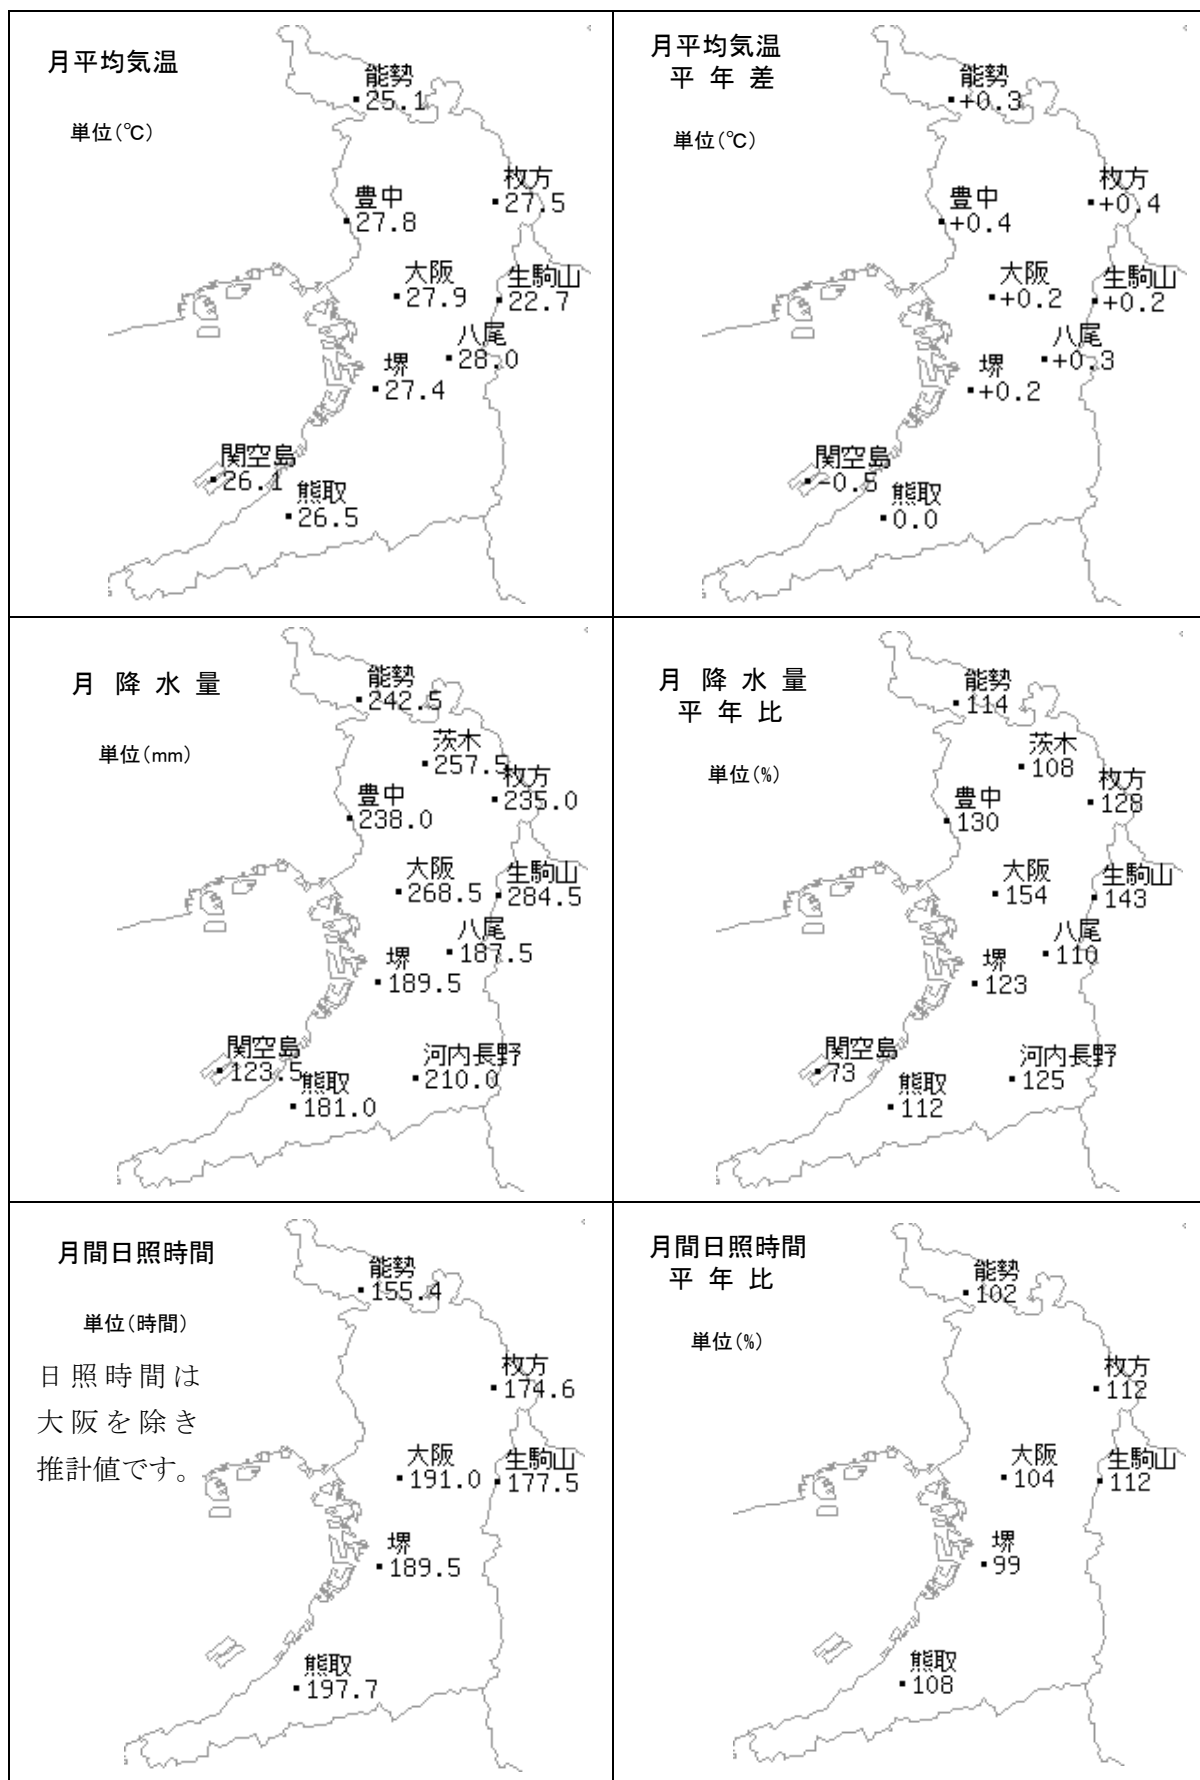 月平均気温
単位(℃)
能勢
25.1
枚方
27.5
豊中
27.8
大阪
27.9
生駒山
22.7
八尾
28.0
堺
27.4
関空島
26.1
熊取
26.5
月平均気温
平年差
単位(℃)
能勢
+0.3
枚方
+0.4
豊中
+0.4
大阪
+0.2
生駒山
+0.2
八尾
+0.3
堺
+0.2
関空島
-0.5
熊取
0.0
月降水量
単位(mm)
能勢
242.5
茨木
257.5
枚方
235.0
豊中
238.0
大阪
268.5
生駒山
284.5
八尾
187.5
堺
189.5
関空島
123.5
河内長野
210.0
熊取
181.0
月降水量
平年比
単位(%)
能勢
114
茨木
108
枚方
128
豊中
130
大阪
154
生駒山
143
八尾
110
堺
123
関空島
73
河内長野
125
熊取
112
月間日照時間
単位(時間)
日照時間は
大阪を除き
推計値です。
能勢
155.4
枚方
174.6
大阪
191.0
生駒山
177.5
堺
189.5
熊取
197.7
月間日照時間
平年比
単位(%)
能勢
102
枚方
112
大阪
104
生駒山
112
堺
99
熊取
108